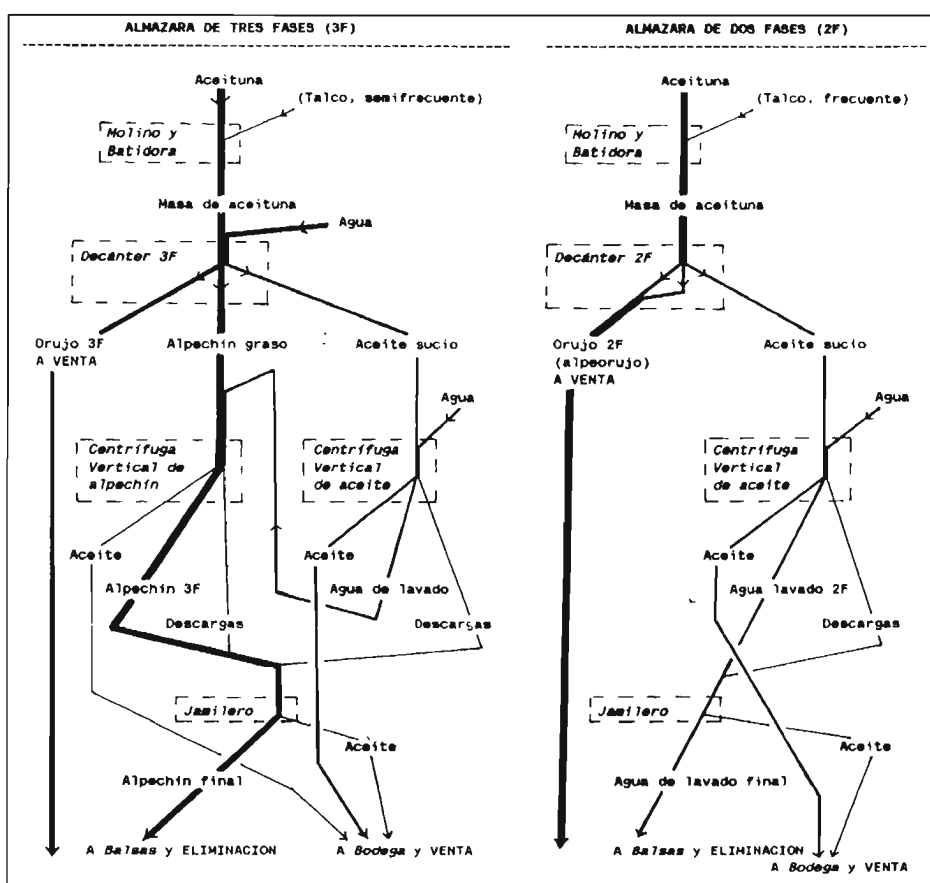 ALMAZARA DE TRES FASES (3F)
Aceituna
(Talco, semifrecuente)
Molino y
Batidora
Masa de aceituna
Agua
Decánter 3F
Orujo 3F
A VENTA
Alpechin graso
Aceite sucio
Agua
Centrífuga
Vertical de
alpechín
Centrífuga
Vertical
de aceite
Aceite
Aceite
Alpechin 3F
Agua de lavado
Descargas
Descargas
Jamilero
Aceite
Alpechin final
A Balsas y ELIMINACION
A Bodega y VENTA
ALMAZARA DE DOS FASES (2F)
Aceituna
(Talco, frecuente)
Molino y
Batidora
Masa de aceituna
Decánter 2F
Orujo 2F
(alpeorujo)
A VENTA
Aceite sucio
Agua
Centrífuga
Vertical
de aceite
Aceite
Agua lavado 2F
Descargas
Jamilero
Aceite
Agua de lavado final
A Balsas y ELIMINACION
A Bodega y VENTA